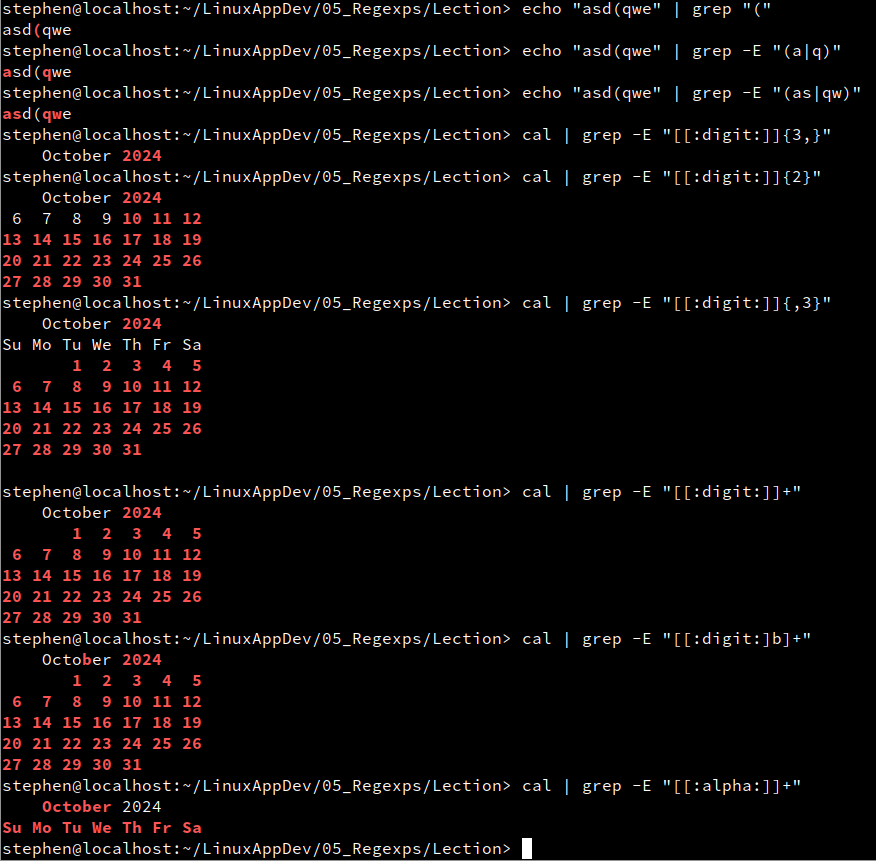 stephen@localhost:~/LinuxAppDev/05_Regexps/Lection> echo "asd(qwe" | grep "("
asd(qwe
stephen@localhost:~/LinuxAppDev/05_Regexps/Lection> echo "asd(qwe" | grep -E "(a|q)"
asd(qwe
stephen@localhost:~/LinuxAppDev/05_Regexps/Lection> echo "asd(qwe" | grep -E "(as|qw)"
asd(qwe
stephen@localhost:~/LinuxAppDev/05_Regexps/Lection> cal | grep -E "[[:digit:]]{3,}"
    October 2024
stephen@localhost:~/LinuxAppDev/05_Regexps/Lection> cal | grep -E "[[:digit:]]{2}"
    October 2024
 6  7  8  9 10 11 12
13 14 15 16 17 18 19
20 21 22 23 24 25 26
27 28 29 30 31
stephen@localhost:~/LinuxAppDev/05_Regexps/Lection> cal | grep -E "[[:digit:]]{,3}"
    October 2024
Su Mo Tu We Th Fr Sa
       1  2  3  4  5
 6  7  8  9 10 11 12
13 14 15 16 17 18 19
20 21 22 23 24 25 26
27 28 29 30 31

stephen@localhost:~/LinuxAppDev/05_Regexps/Lection> cal | grep -E "[[:digit:]]+"
    October 2024
       1  2  3  4  5
 6  7  8  9 10 11 12
13 14 15 16 17 18 19
20 21 22 23 24 25 26
27 28 29 30 31
stephen@localhost:~/LinuxAppDev/05_Regexps/Lection> cal | grep -E "[[:digit:]b]+"
    October 2024
       1  2  3  4  5
 6  7  8  9 10 11 12
13 14 15 16 17 18 19
20 21 22 23 24 25 26
27 28 29 30 31
stephen@localhost:~/LinuxAppDev/05_Regexps/Lection> cal | grep -E "[[:alpha:]]+"
    October 2024
Su Mo Tu We Th Fr Sa
stephen@localhost:~/LinuxAppDev/05_Regexps/Lection>